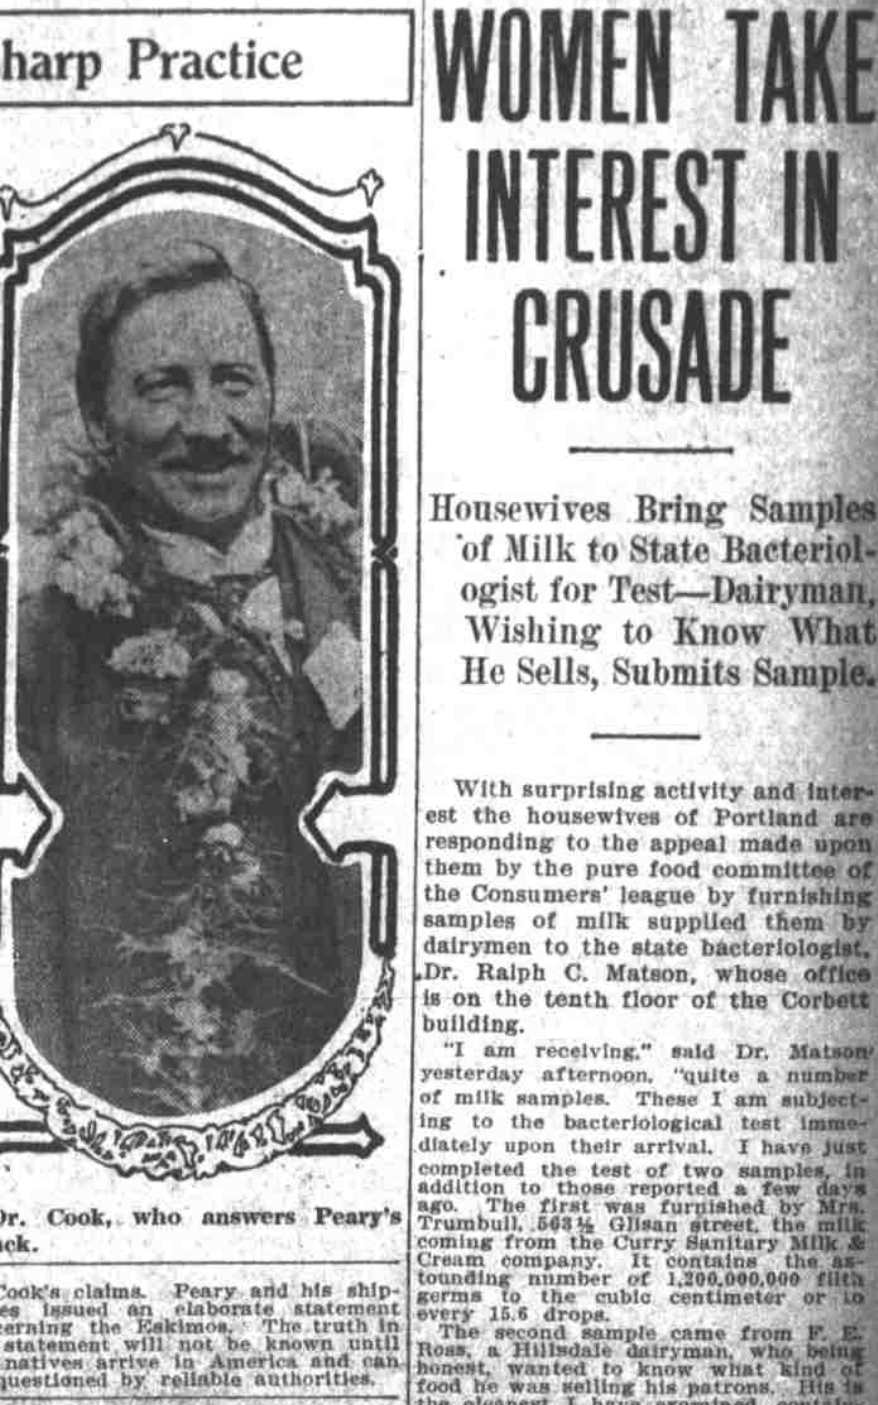 harp Practice
Dr. Cook, who answers Peary's
ck.
Cook's claims. Peary and his ship-
es issued an elaborate statement
cerning the Eskimos. The truth in
statement will not be known until
natives arrive in America and can
questioned by reliable authorities.
WOMEN TAKE
INTEREST IN
CRUSADE
Housewives Bring Samples
of Milk to State Bacteriol-
ogist for Test—Dairyman,
Wishing to Know What
He Sells, Submits Sample.
With surprising activity and inter-
est the housewives of Portland are
responding to the appeal made upon
them by the pure food committee of
the Consumers' league by furnishing
samples of milk supplied them by
dairymen to the state bacteriologist,
Dr. Ralph C. Matson, whose office
is on the tenth floor of the Corbett
building.
"I am receiving," said Dr. Matson
yesterday afternoon, "quite a number
of milk samples. These I am subject-
ing to the bacteriological test imme-
diately upon their arrival. I have just
completed the test of two samples, in
addition to those reported a few days
ago. The first was furnished by Mrs.
Trumbull, 563½ Glisan street, the milk
coming from the Curry Sanitary Milk &
Cream company. It contains the as-
tounding number of 1,200,000,000 filth
germs to the cubic centimeter or to
every 15.6 drops.
The second sample came from F. E.
Ross, a Hillsdale dairyman, who being
honest, wanted to know what kind of
food he was selling his patrons. His is
the cleanest I have examined,